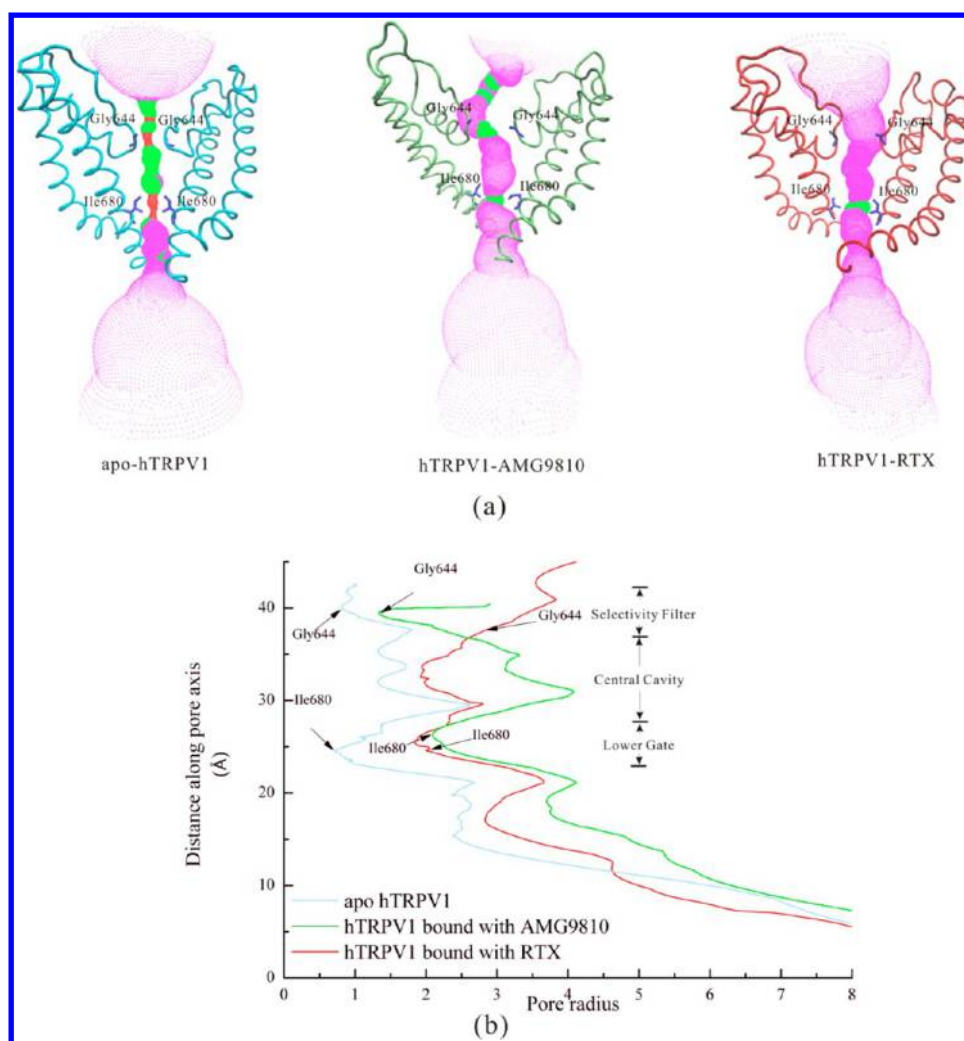 Gly644 Gly644
Ile680 Ile680
apo-hTRPV1
Gly644 Gly644
Ile680 Ile680
hTRPV1-AMG9810
Gly644 Gly644
Ile680 Ile680
hTRPV1-RTX
(a)
Distance along pore axis
(Å)
40
30
20
10
0
Gly644
Gly644
Gly644
Ile680
Ile680
Ile680
Selectivity Filter
Central Cavity
Lower Gate
apo hTRPV1
hTRPV1 bound with AMG9810
hTRPV1 bound with RTX
0 1 2 3 4 5 6 7 8
Pore radius
(b)